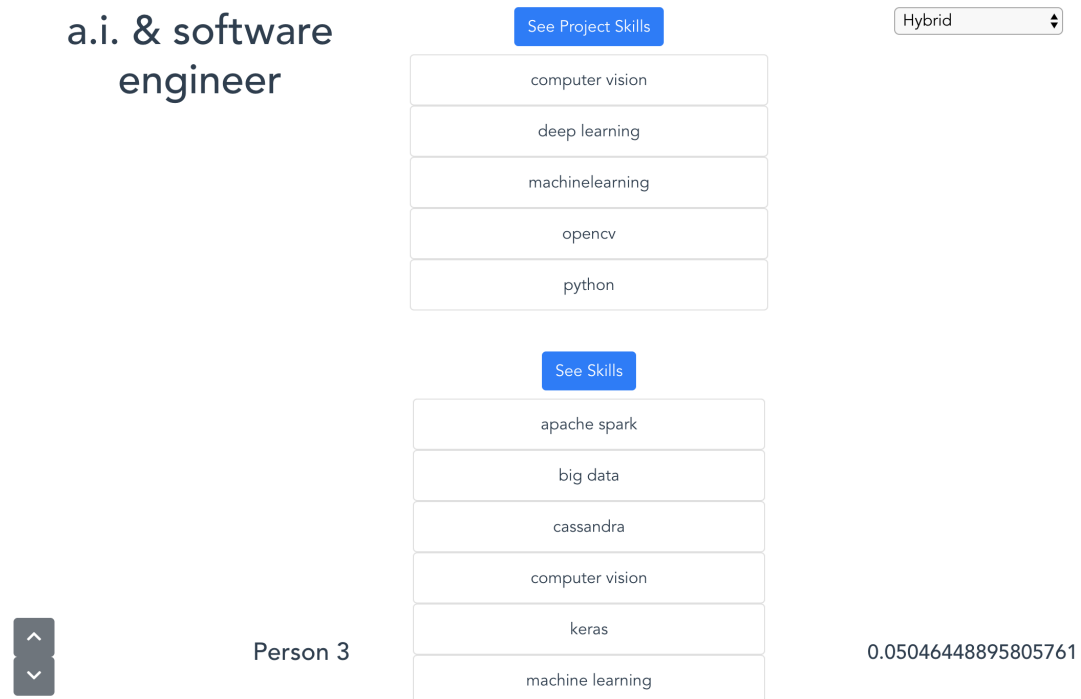 a.i. & software
engineer
See Project Skills
computer vision
deep learning
machinelearning
opencv
python
Hybrid
See Skills
apache spark
big data
cassandra
computer vision
keras
machine learning
Person 3
0.05046448895805761